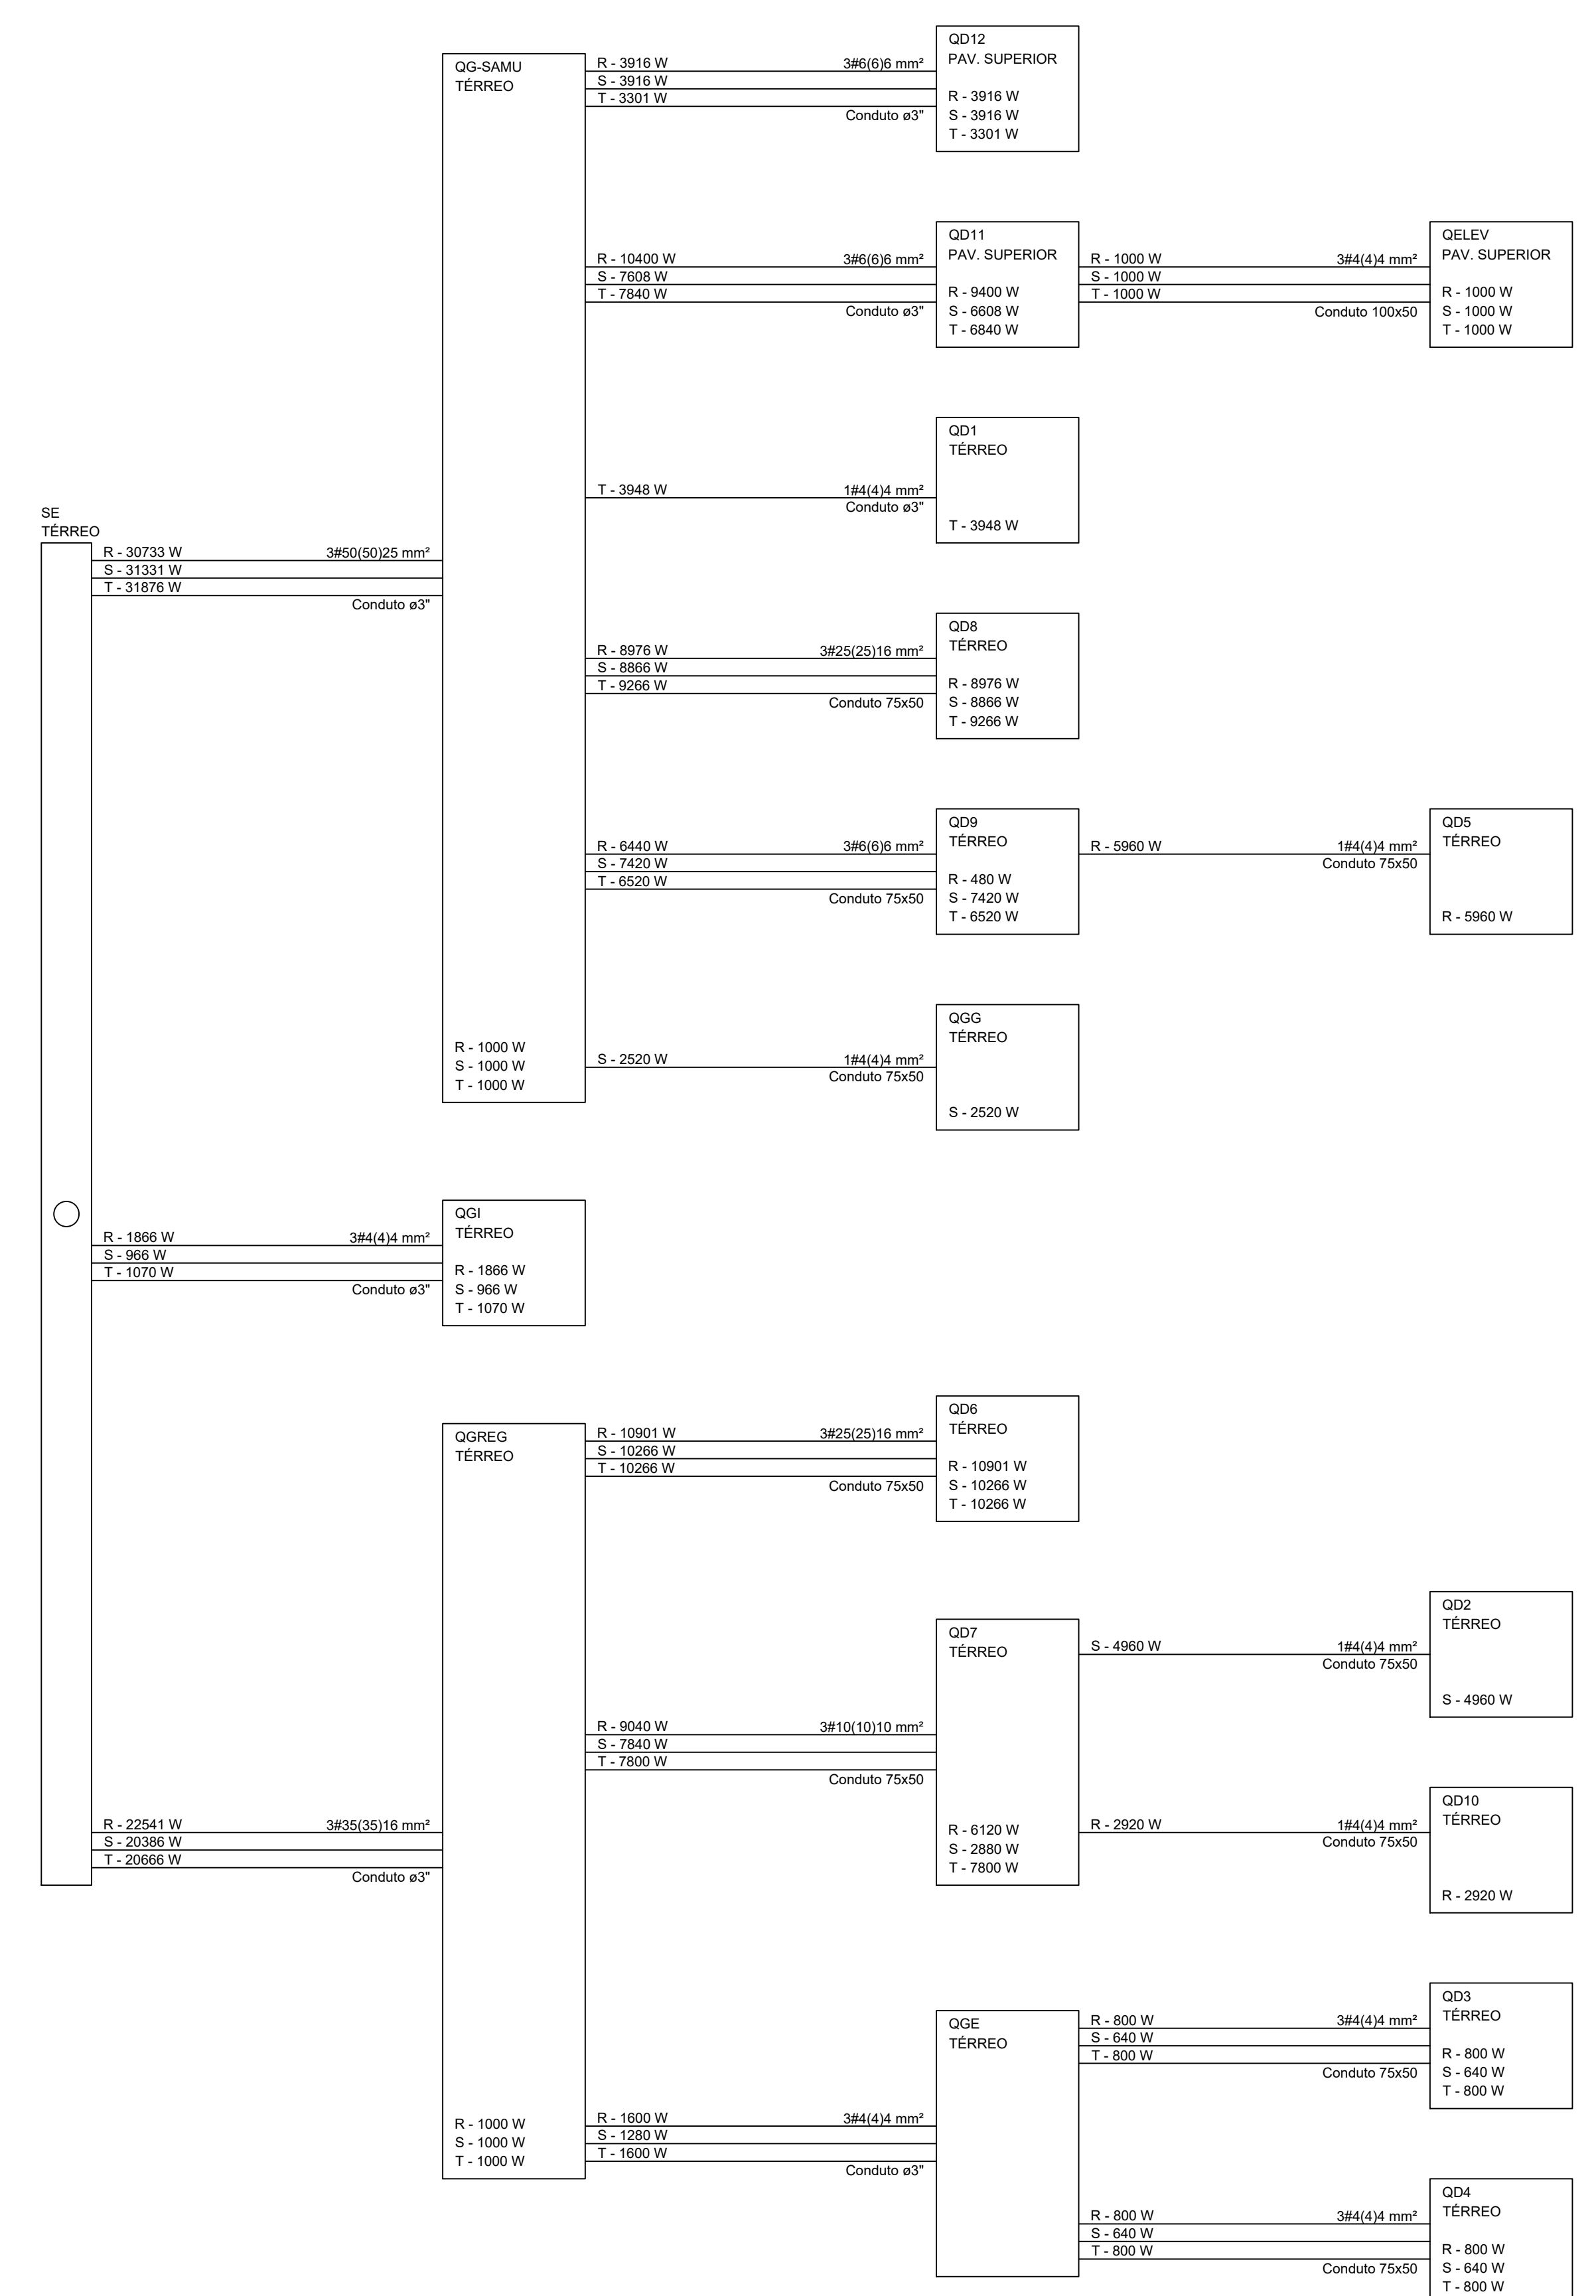 SE
TÉRREO
R - 30733 W
3#50(50)25 mm²
S - 31331 W
T - 31876 W
Conduto ø3"
QG-SAMU
TÉRREO
R - 1000 W
S - 1000 W
T - 1000 W
R - 3916 W
3#6(6)6 mm²
S - 3916 W
T - 3301 W
Conduto ø3"
QD12
PAV. SUPERIOR
R - 3916 W
S - 3916 W
T - 3301 W
R - 10400 W
3#6(6)6 mm²
S - 7608 W
T - 7840 W
Conduto ø3"
QD11
PAV. SUPERIOR
R - 9400 W
S - 6608 W
T - 6840 W
R - 1000 W
3#4(4)4 mm²
S - 1000 W
T - 1000 W
Conduto 100x50
QELEV
PAV. SUPERIOR
R - 1000 W
S - 1000 W
T - 1000 W
T - 3948 W
1#4(4)4 mm²
Conduto ø3"
QD1
TÉRREO
T - 3948 W
R - 8976 W
3#25(25)16 mm²
S - 8866 W
T - 9266 W
Conduto 75x50
QD8
TÉRREO
R - 8976 W
S - 8866 W
T - 9266 W
R - 6440 W
3#6(6)6 mm²
S - 7420 W
T - 6520 W
Conduto 75x50
QD9
TÉRREO
R - 480 W
S - 7420 W
T - 6520 W
R - 5960 W
1#4(4)4 mm²
Conduto 75x50
QD5
TÉRREO
R - 5960 W
S - 2520 W
1#4(4)4 mm²
Conduto 75x50
QGG
TÉRREO
S - 2520 W
R - 1866 W
3#4(4)4 mm²
S - 966 W
T - 1070 W
Conduto ø3"
QGI
TÉRREO
R - 1866 W
S - 966 W
T - 1070 W
R - 22541 W
3#35(35)16 mm²
S - 20386 W
T - 20666 W
Conduto ø3"
QGREG
TÉRREO
R - 1000 W
S - 1000 W
T - 1000 W
R - 10901 W
3#25(25)16 mm²
S - 10266 W
T - 10266 W
Conduto 75x50
QD6
TÉRREO
R - 10901 W
S - 10266 W
T - 10266 W
R - 9040 W
3#10(10)10 mm²
S - 7840 W
T - 7800 W
Conduto 75x50
QD7
TÉRREO
R - 6120 W
S - 2880 W
T - 7800 W
S - 4960 W
1#4(4)4 mm²
Conduto 75x50
QD2
TÉRREO
S - 4960 W
R - 2920 W
1#4(4)4 mm²
Conduto 75x50
QD10
TÉRREO
R - 2920 W
R - 1600 W
3#4(4)4 mm²
S - 1280 W
T - 1600 W
Conduto ø3"
QGE
TÉRREO
R - 800 W
3#4(4)4 mm²
S - 640 W
T - 800 W
Conduto 75x50
QD3
TÉRREO
R - 800 W
S - 640 W
T - 800 W
R - 800 W
3#4(4)4 mm²
S - 640 W
T - 800 W
Conduto 75x50
QD4
TÉRREO
R - 800 W
S - 640 W
T - 800 W